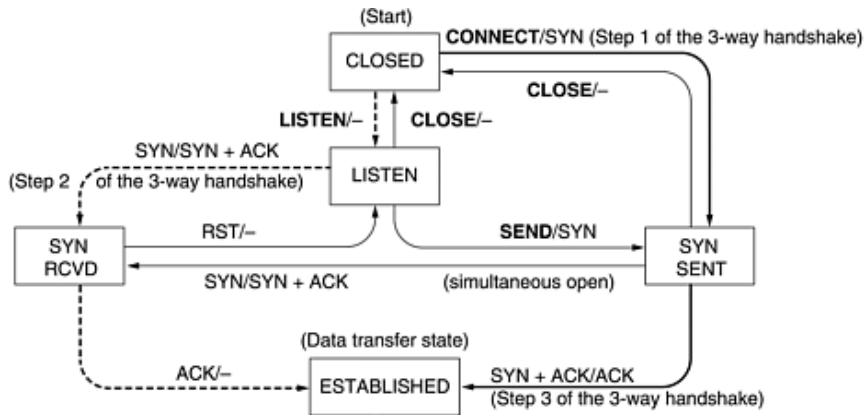 (Start)
CONNECT/SYN (Step 1 of the 3-way handshake)
CLOSED
CLOSE/–
LISTEN/–
CLOSE/–
SYN/SYN + ACK
(Step 2 of the 3-way handshake)
LISTEN
RST/–
SEND/SYN
SYN
RCVD
SYN
SENT
SYN/SYN + ACK
(simultaneous open)
(Data transfer state)
ACK/–
ESTABLISHED
SYN + ACK/ACK
(Step 3 of the 3-way handshake)